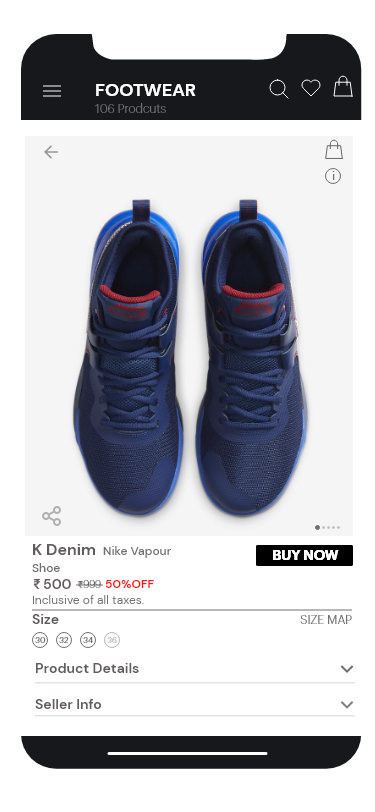 FOOTWEAR
106 Prodcuts
K Denim Nike Vapour
Shoe
BUY NOW
₹ 500 ₹999 50%OFF
Inclusive of all taxes.
Size SIZE MAP
30 32 34 36
Product Details
Seller Info